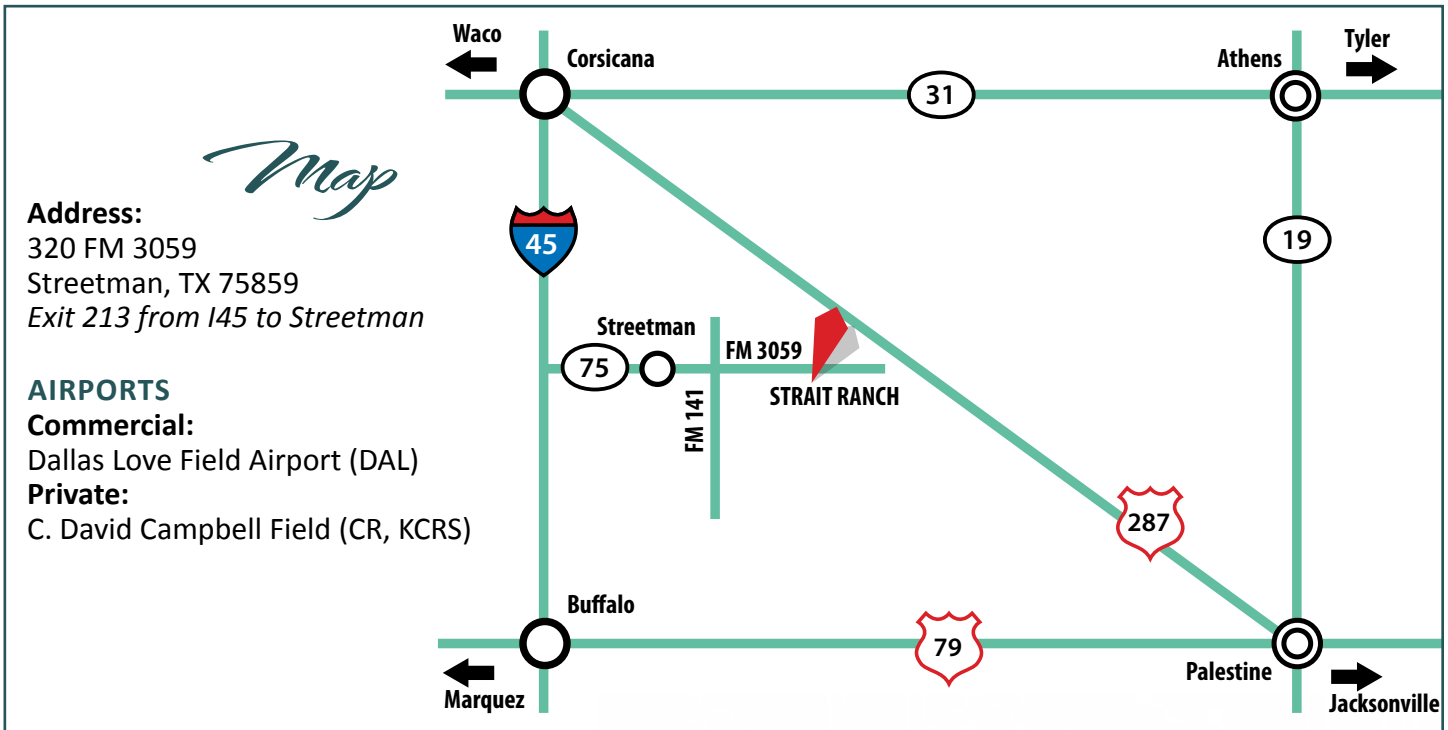 Map
Address:
320 FM 3059
Streetman, TX 75859
Exit 213 from I45 to Streetman
AIRPORTS
Commercial:
Dallas Love Field Airport (DAL)
Private:
C. David Campbell Field (CR, KCRS)
Waco
Corsicana
Athens
Tyler
31
45
19
Streetman
75
FM 3059
FM 141
STRAIT RANCH
287
Buffalo
79
Palestine
Marquez
Jacksonville